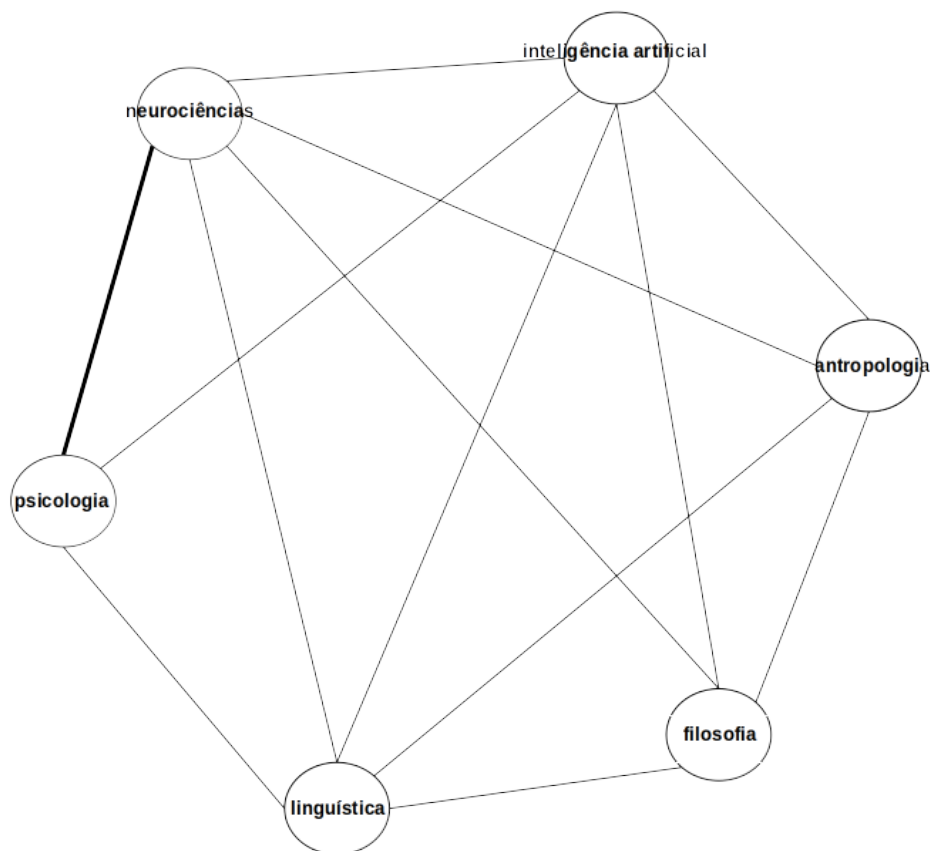 inteligência artificial
neurociências
antropologia
psicologia
filosofia
linguística